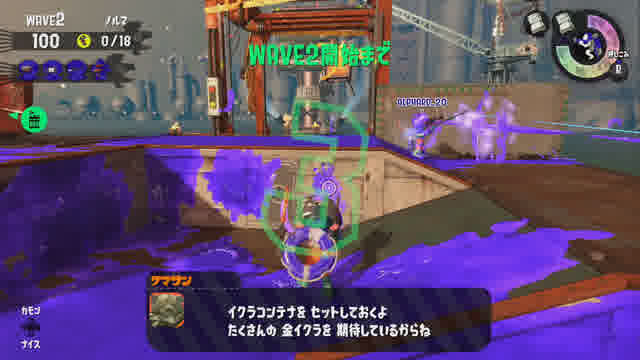 WAVE2 ノルマ
100 0/18
WAVE2開始まで
3
ALPHARD-20
カモン
ナイス
クマサン
イクラコンテナを セットしておくよ
たくさんの 金イクラを 期待しているからね